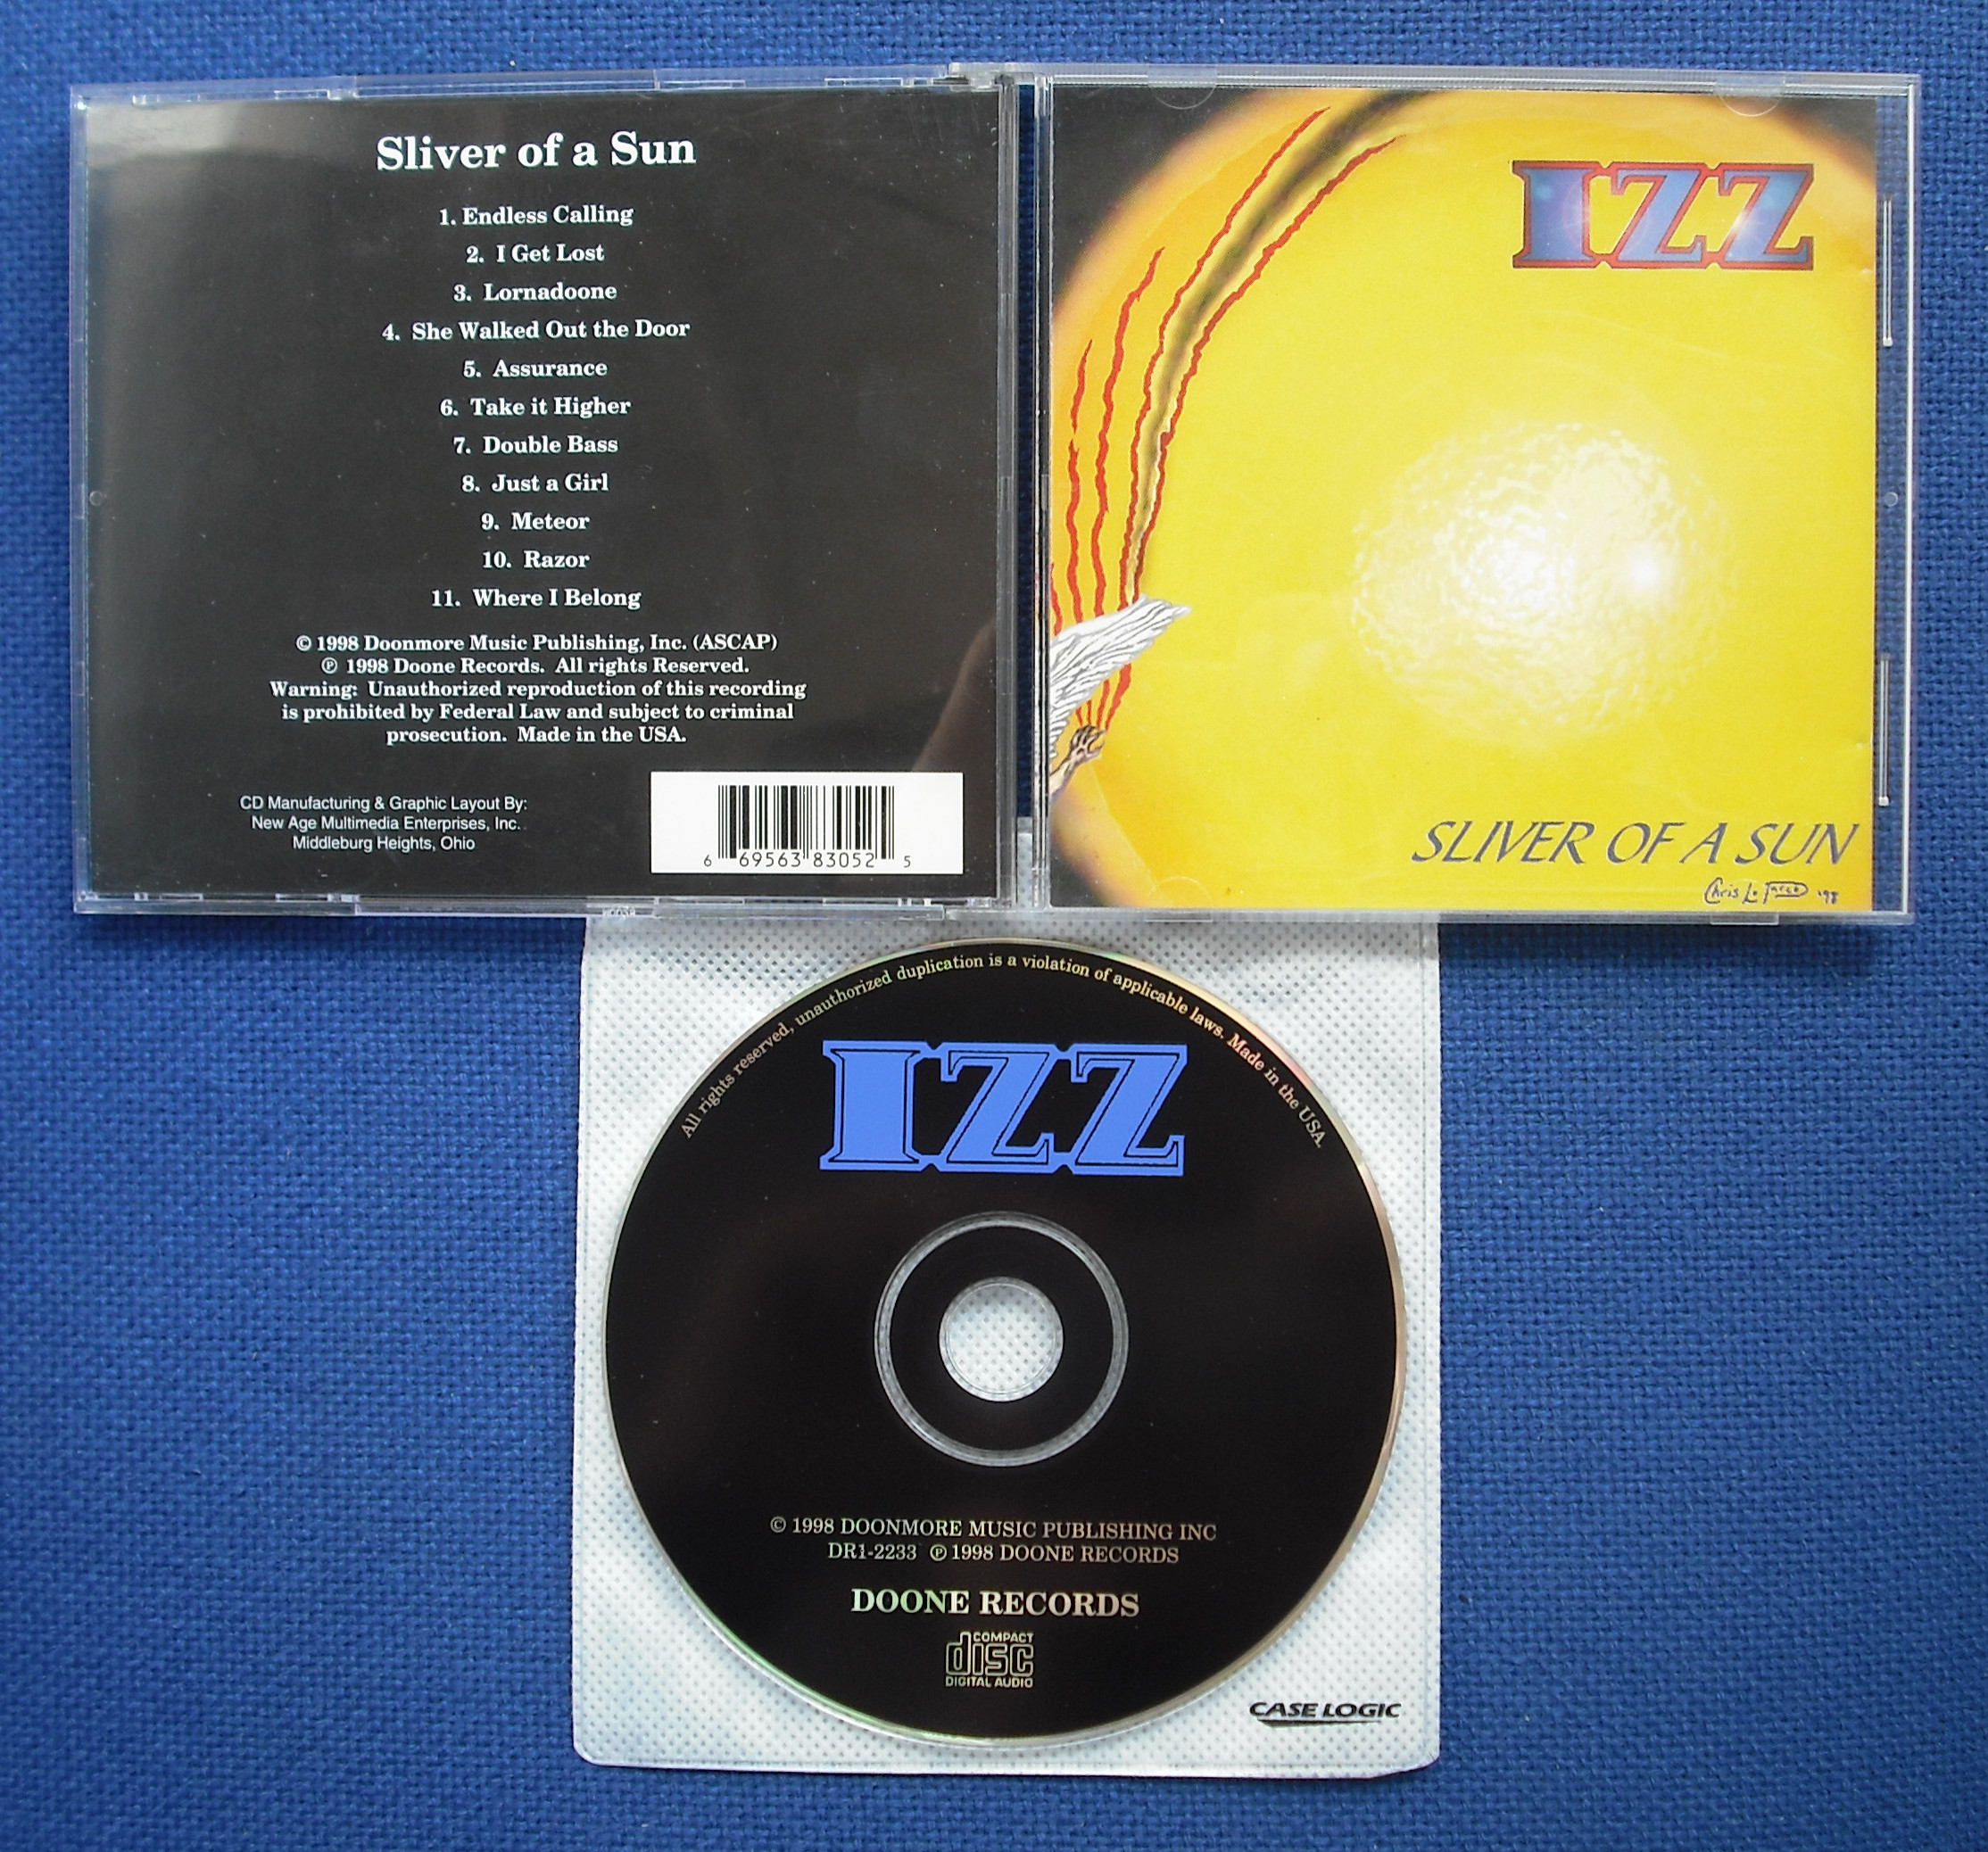 Sliver of a Sun
1. Endless Calling
2. I Get Lost
3. Lornadoone
4. She Walked Out the Door
5. Assurance
6. Take it Higher
7. Double Bass
8. Just a Girl
9. Meteor
10. Razor
11. Where I Belong
© 1998 Doonmore Music Publishing, Inc. (ASCAP)
℗ 1998 Doone Records. All rights Reserved.
Warning: Unauthorized reproduction of this recording
is prohibited by Federal Law and subject to criminal
prosecution. Made in the USA.
CD Manufacturing & Graphic Layout By:
New Age Multimedia Enterprises, Inc.
Middleburg Heights, Ohio
6 69563 83052 5
IZZ
SLIVER OF A SUN
Chris Lo '98
All rights reserved, unauthorized duplication is a violation of applicable laws. Made in the USA.
IZZ
© 1998 DOONMORE MUSIC PUBLISHING INC
DR1-2233 ℗ 1998 DOONE RECORDS
DOONE RECORDS
COMPACT
disc
DIGITAL AUDIO
CASE LOGIC